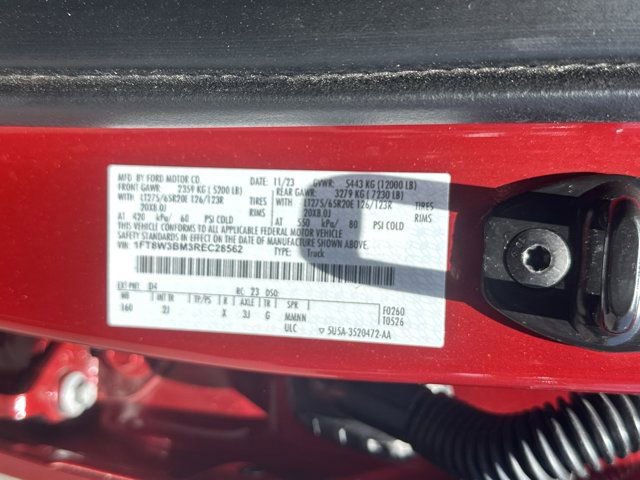 MFD. BY FORD MOTOR CO.
DATE: 11/23 GVWR: 5443 KG (12000 LB)
FRONT GAWR: 2359 KG (5200 LB) REAR GAWR: 3279 KG (7230 LB)
WITH LT275/65R20E 126/123R TIRES WITH LT275/65R20E 126/123R TIRES
20X8.0J RIMS 20X8.0J RIMS
AT 420 kPa/ 60 PSI COLD AT 550 kPa/ 80 PSI COLD
THIS VEHICLE CONFORMS TO ALL APPLICABLE FEDERAL MOTOR VEHICLE
SAFETY STANDARDS IN EFFECT ON THE DATE OF MANUFACTURE SHOWN ABOVE.
VIN: 1FT8W3BM3REC28562 TYPE: Truck
EXT PNT: D4 RC: 23 DSO:
WB INT TR TP/PS R AXLE TR SPR F0260
160 2J X 3J G MMNN T0526
ULC ▽ 5U5A-3520472-AA